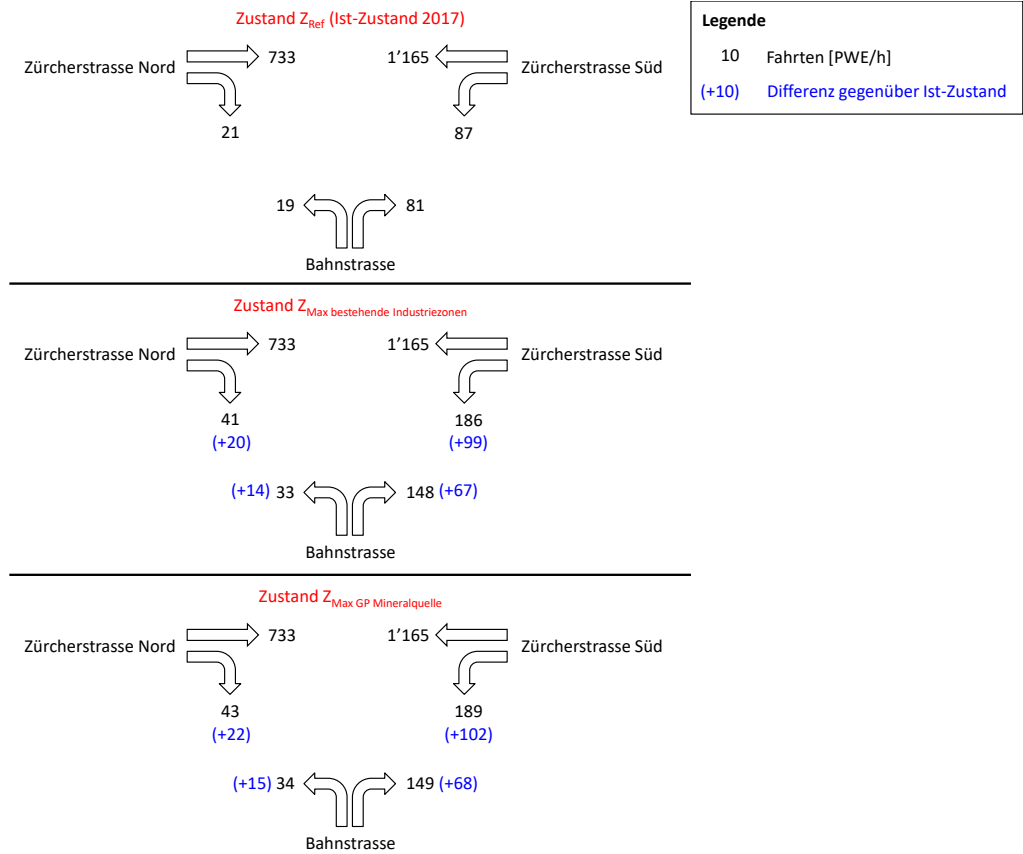 Zustand Z_Ref (Ist-Zustand 2017)
Zürcherstrasse Nord 733 1’165 Zürcherstrasse Süd
21 87
19 81
Bahnstrasse
Legende
10 Fahrten [PWE/h]
(+10) Differenz gegenüber Ist-Zustand
Zustand Z_Max bestehende Industriezonen
Zürcherstrasse Nord 733 1’165 Zürcherstrasse Süd
41 186
(+20) (+99)
(+14) 33 148 (+67)
Bahnstrasse
Zustand Z_Max GP Mineralquelle
Zürcherstrasse Nord 733 1’165 Zürcherstrasse Süd
43 189
(+22) (+102)
(+15) 34 149 (+68)
Bahnstrasse